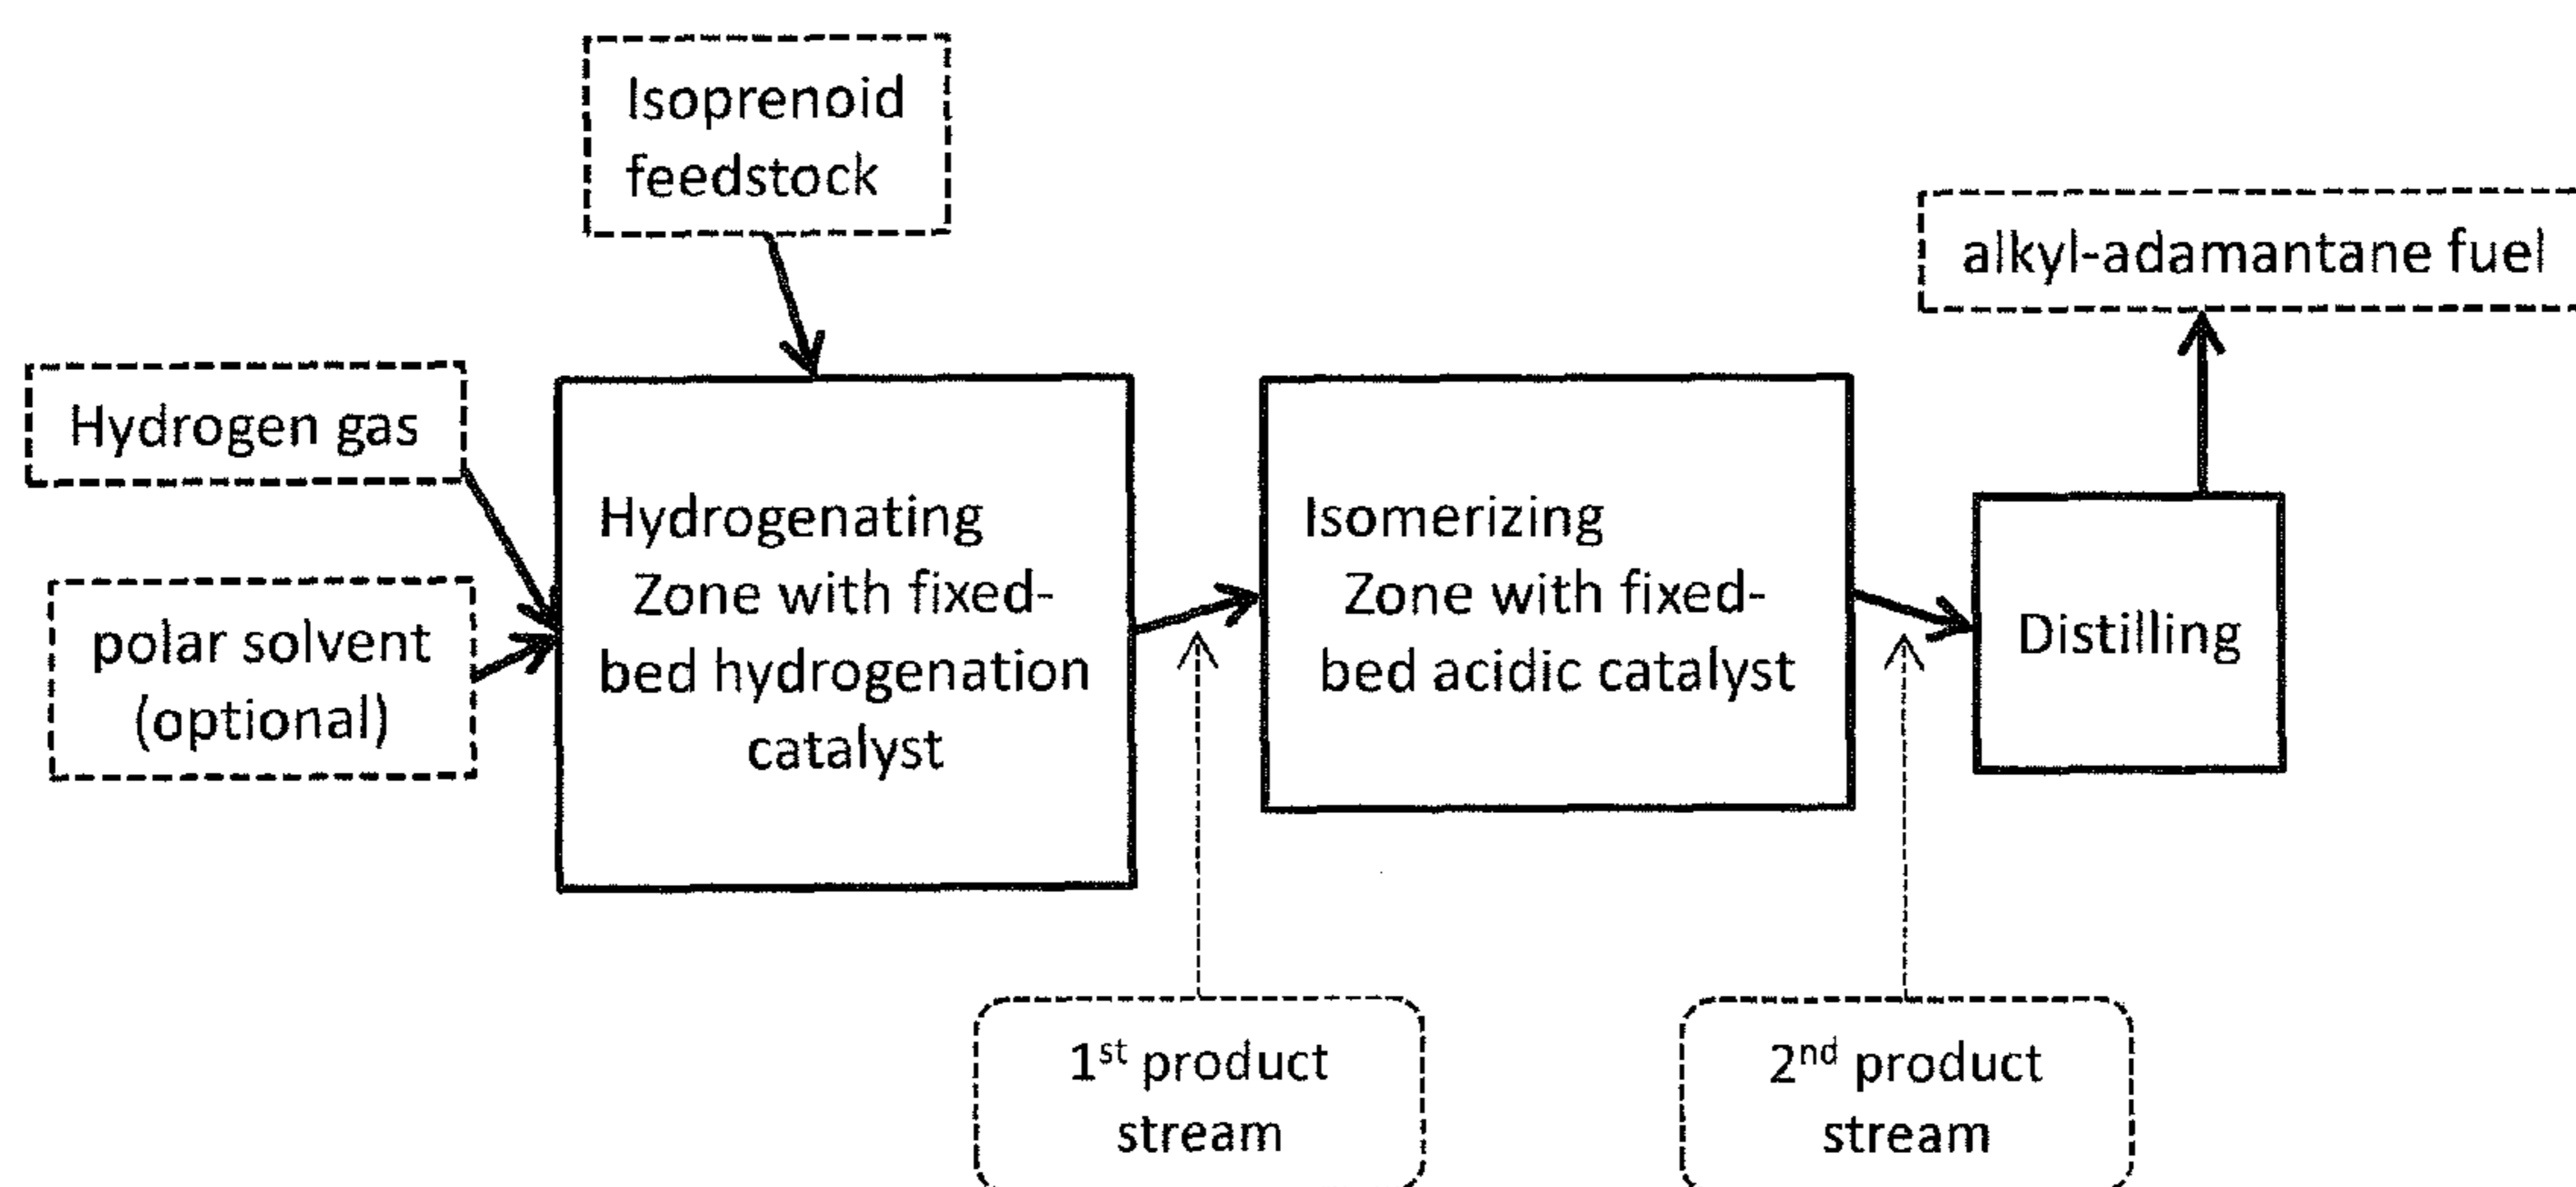 Isoprenoid
feedstock
alkyl-adamantane fuel
Hydrogen gas
polar solvent
(optional)
Hydrogenating
Zone with fixed-
bed hydrogenation
catalyst
Isomerizing
Zone with fixed-
bed acidic catalyst
Distilling
1st product
stream
2nd product
stream